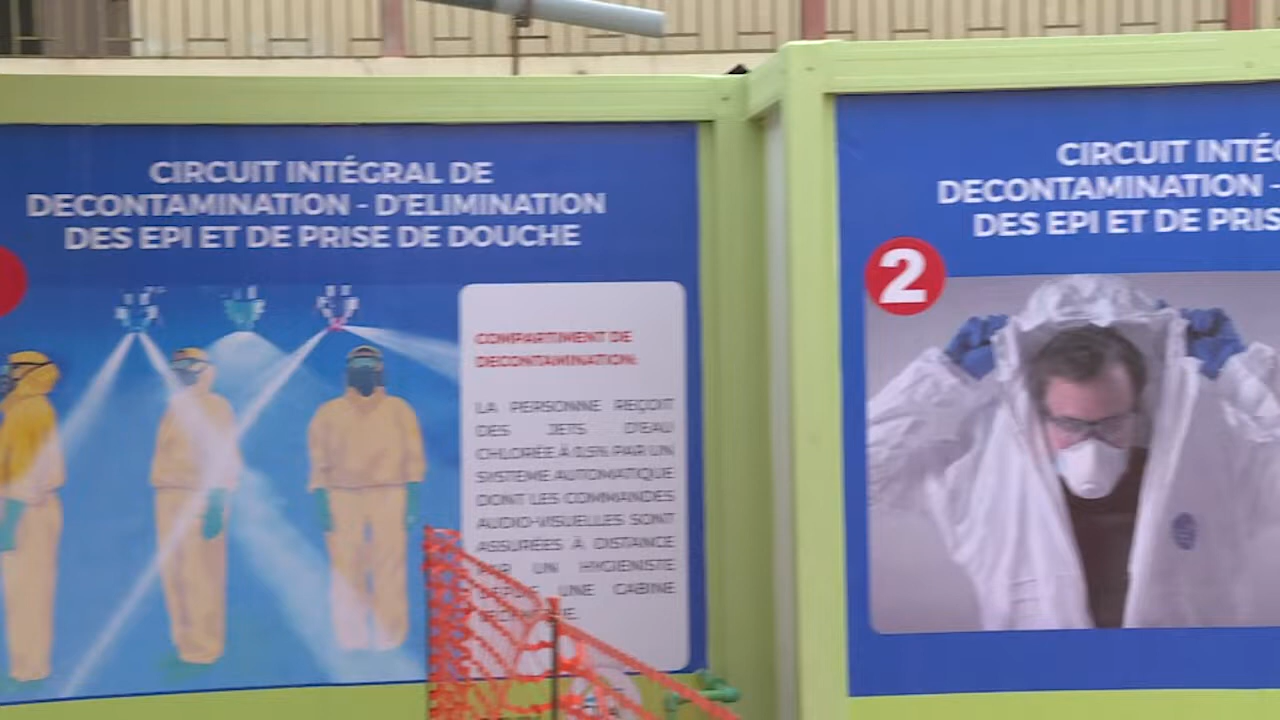 CIRCUIT INTÉGRAL DE
DECONTAMINATION - D'ELIMINATION
DES EPI ET DE PRISE DE DOUCHE
COMPARTIMENT DE
DECONTAMINATION:
LA PERSONNE REÇOIT
DES JETS D'EAU
CHLORÉE À 0.5% PAR UN
SYSTEME AUTOMATIQUE
DONT LES COMMANDES
AUDIO-VISUELLES SONT
ASSURÉES À DISTANCE
PAR UN HYGIENISTE
DEPUIS UNE CABINE
CIRCUIT INTÉG
DECONTAMINATION -
DES EPI ET DE PRIS
2